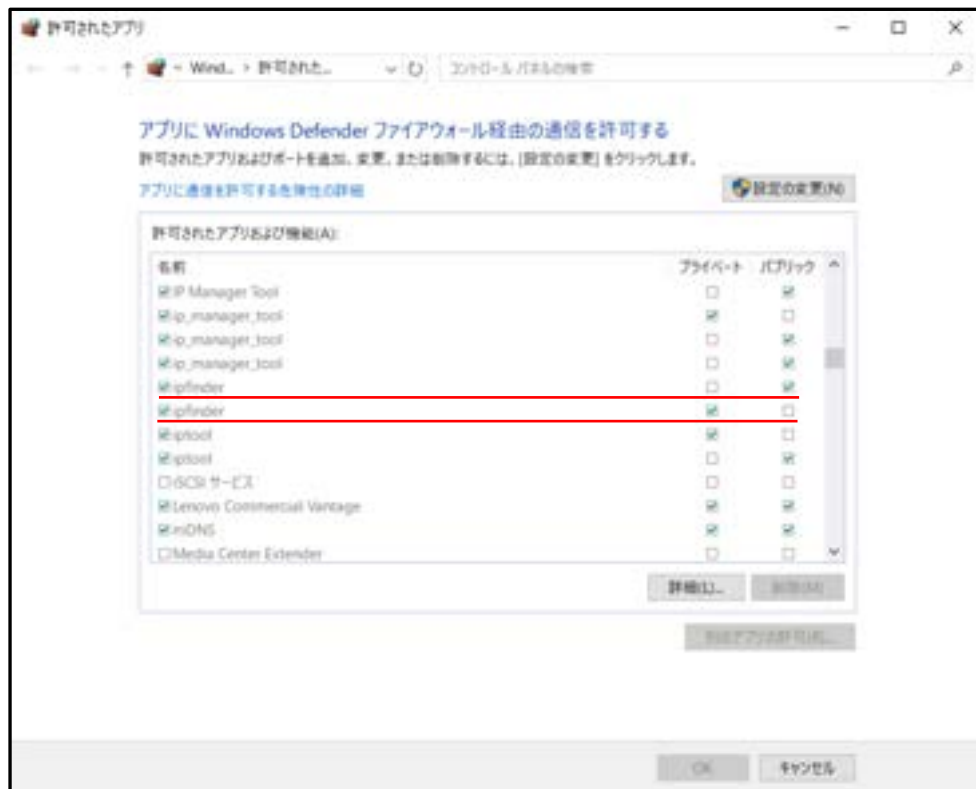 許可されたアプリ
Wind... › 許可された...
コントロール パネルの検索
アプリに Windows Defender ファイアウォール経由の通信を許可する
許可されたアプリおよびポートを追加、変更、または削除するには、[設定の変更] をクリックします。
アプリに通信を許可する危険性の詳細
設定の変更(N)
許可されたアプリおよび機能(A):
名前 プライベート パブリック
IP Manager Tool
ip_manager_tool
ip_manager_tool
ip_manager_tool
ipfinder
ipfinder
iptool
iptool
iSCSI サービス
Lenovo Commercial Vantage
mDNS
Media Center Extender
詳細(L)...
削除(M)
別のアプリの許可(R)...
OK
キャンセル